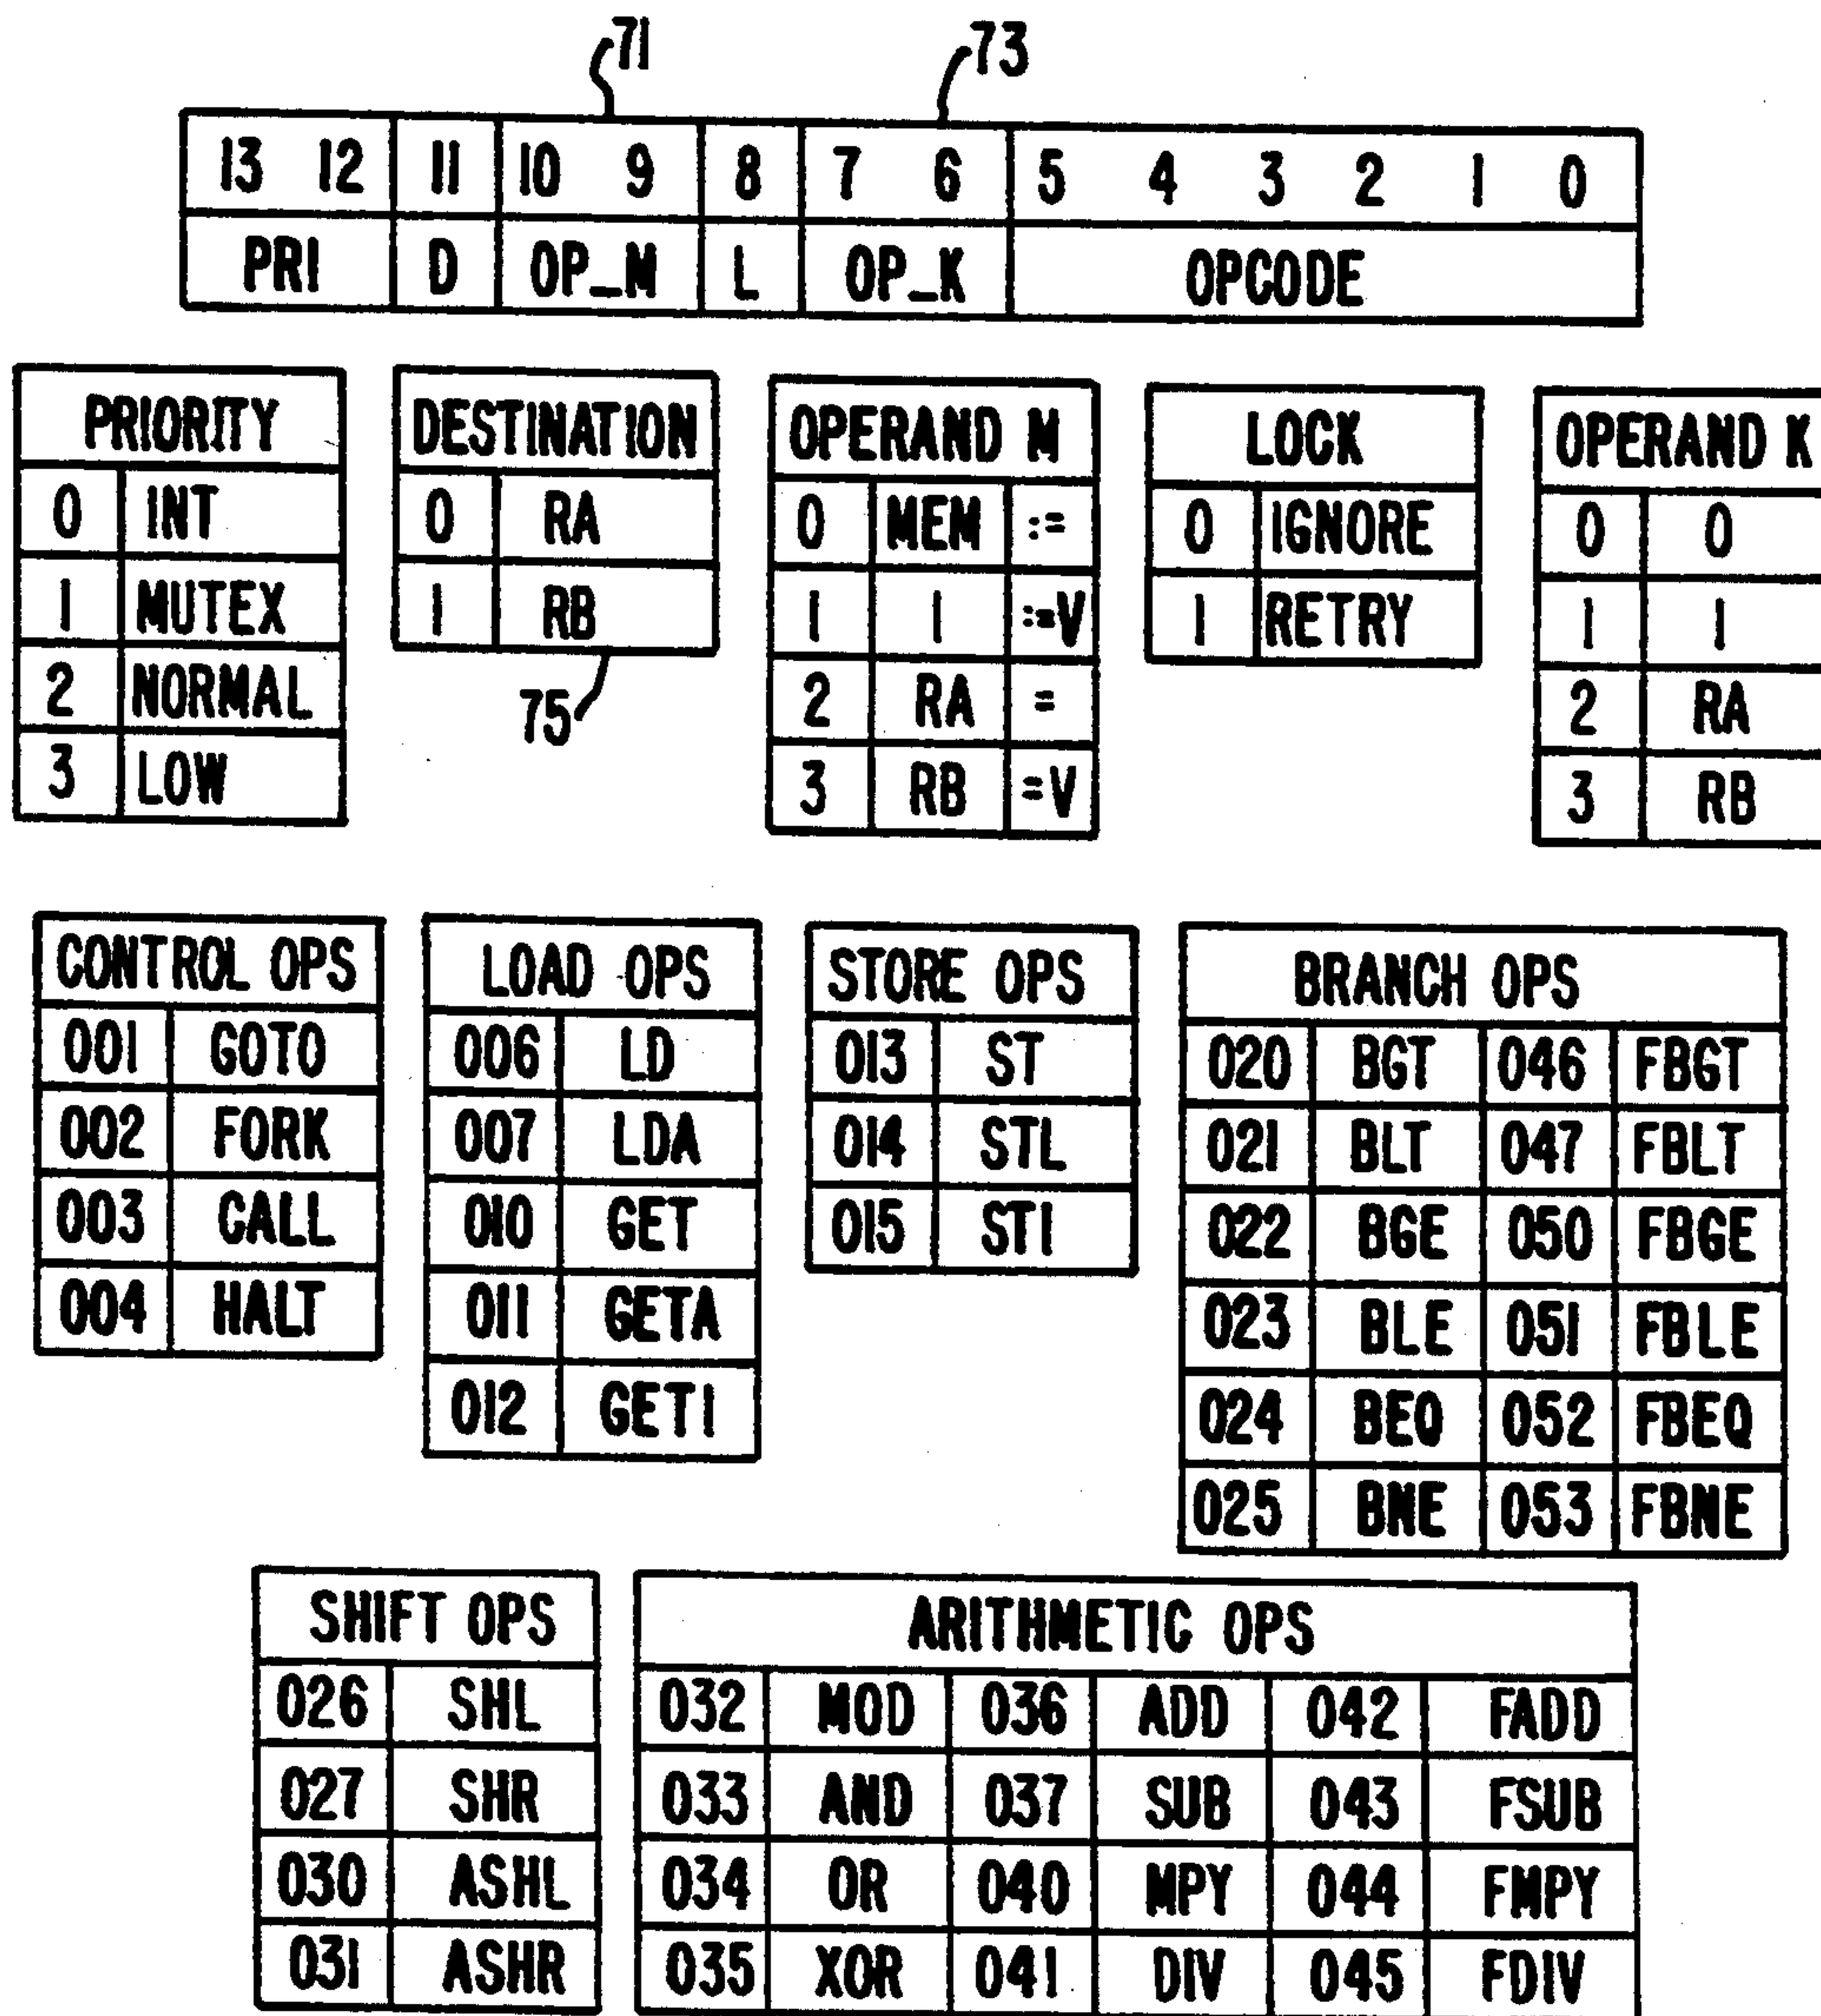 71 73
13 12 11 10 9 8 7 6 5 4 3 2 1 0
PRI D OP_M L OP_K OPCODE
PRIORITY
0 INT
1 MUTEX
2 NORMAL
3 LOW
DESTINATION
0 RA
1 RB
75
OPERAND M
0 MEM :=
1 1 :=V
2 RA =
3 RB =V
LOCK
0 IGNORE
1 RETRY
OPERAND K
0 0
1 1
2 RA
3 RB
CONTROL OPS
001 GOTO
002 FORK
003 CALL
004 HALT
LOAD OPS
006 LD
007 LDA
010 GET
011 GETA
012 GETI
STORE OPS
013 ST
014 STL
015 STI
BRANCH OPS
020 BGT 046 FBGT
021 BLT 047 FBLT
022 BGE 050 FBGE
023 BLE 051 FBLE
024 BEQ 052 FBEQ
025 BNE 053 FBNE
SHIFT OPS
026 SHL
027 SHR
030 ASHL
031 ASHR
ARITHMETIC OPS
032 MOD 036 ADD 042 FADD
033 AND 037 SUB 043 FSUB
034 OR 040 MPY 044 FMPY
035 XOR 041 DIV 045 FDIV